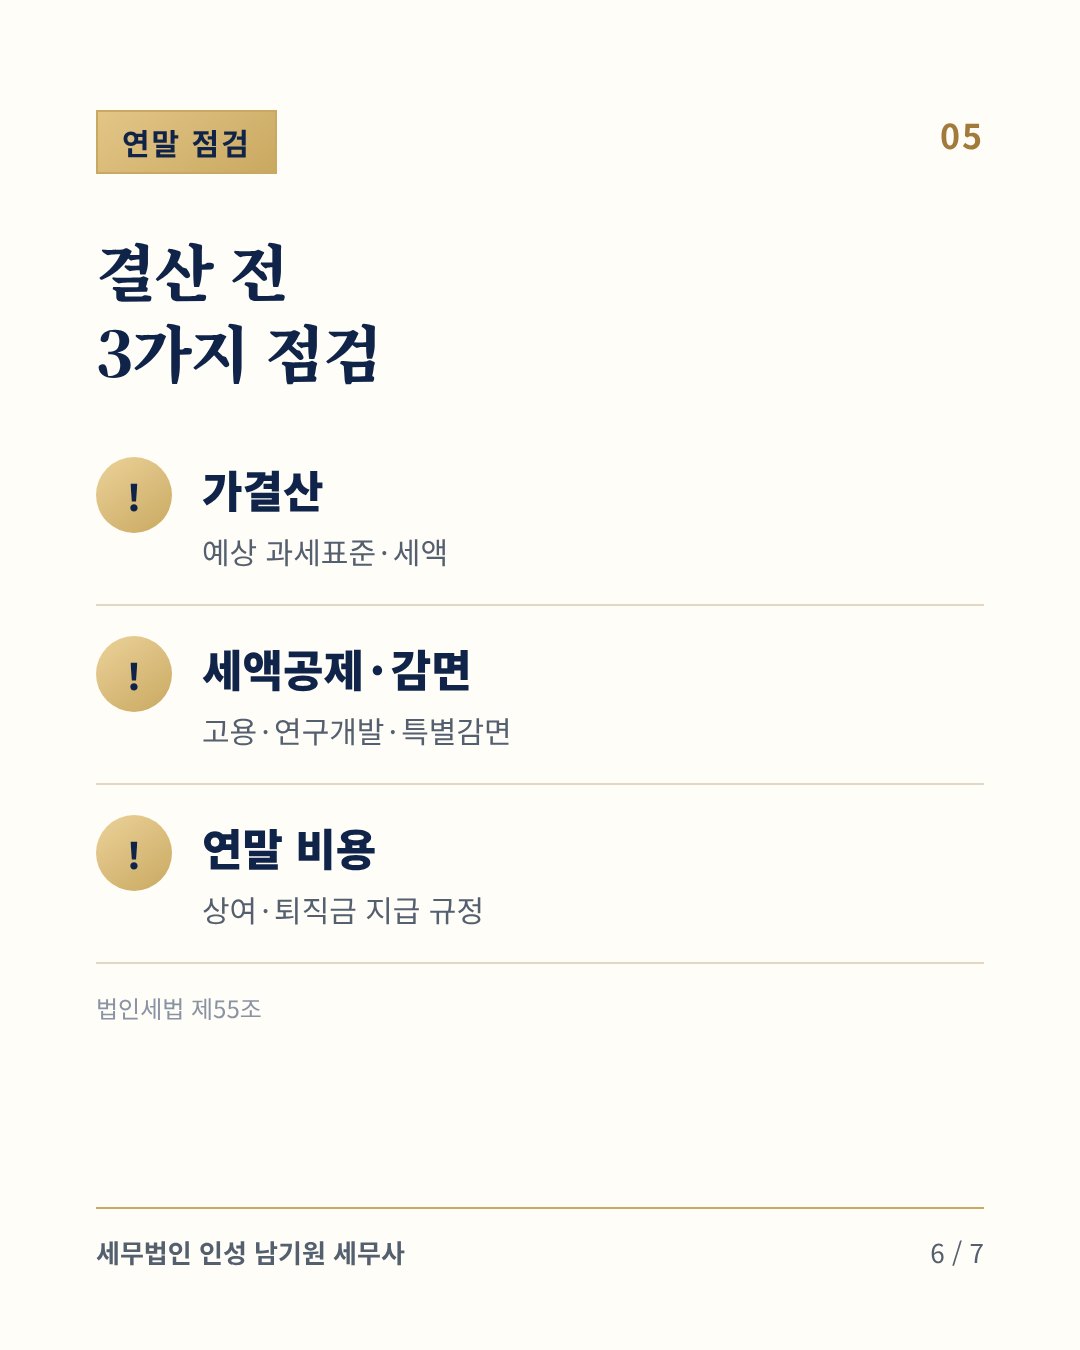 연말 점검
05
결산 전
3가지 점검
!
가결산
예상 과세표준·세액
!
세액공제·감면
고용·연구개발·특별감면
!
연말 비용
상여·퇴직금 지급 규정
법인세법 제55조
세무법인 인성 남기원 세무사
6 / 7